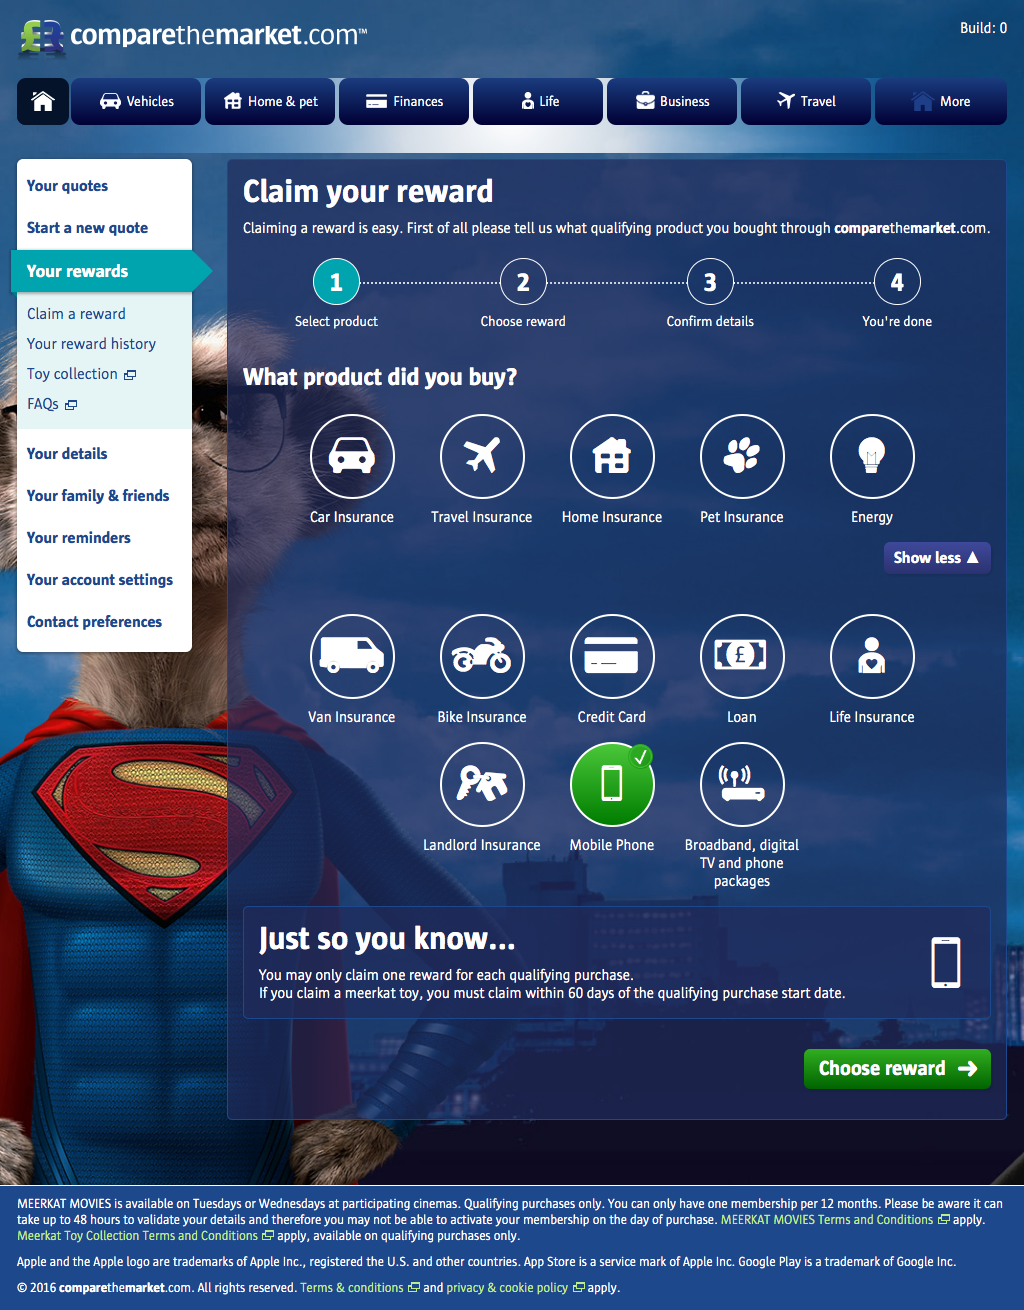 comparethemarket.com™
Build: 0
Vehicles
Home & pet
Finances
Life
Business
Travel
More
Your quotes
Start a new quote
Your rewards
Claim a reward
Your reward history
Toy collection
FAQs
Your details
Your family & friends
Your reminders
Your account settings
Contact preferences
Claim your reward
Claiming a reward is easy. First of all please tell us what qualifying product you bought through comparethemarket.com.
1
2
3
4
Select product
Choose reward
Confirm details
You're done
What product did you buy?
Car Insurance
Travel Insurance
Home Insurance
Pet Insurance
Energy
Show less ▲
£
Van Insurance
Bike Insurance
Credit Card
Loan
Life Insurance
Landlord Insurance
Mobile Phone
Broadband, digital
TV and phone
packages
Just so you know...
You may only claim one reward for each qualifying purchase.
If you claim a meerkat toy, you must claim within 60 days of the qualifying purchase start date.
Choose reward
MEERKAT MOVIES is available on Tuesdays or Wednesdays at participating cinemas. Qualifying purchases only. You can only have one membership per 12 months. Please be aware it can
take up to 48 hours to validate your details and therefore you may not be able to activate your membership on the day of purchase. MEERKAT MOVIES Terms and Conditions apply.
Meerkat Toy Collection Terms and Conditions apply, available on qualifying purchases only.
Apple and the Apple logo are trademarks of Apple Inc., registered the U.S. and other countries. App Store is a service mark of Apple Inc. Google Play is a trademark of Google Inc.
© 2016 comparethemarket.com. All rights reserved. Terms & conditions and privacy & cookie policy apply.